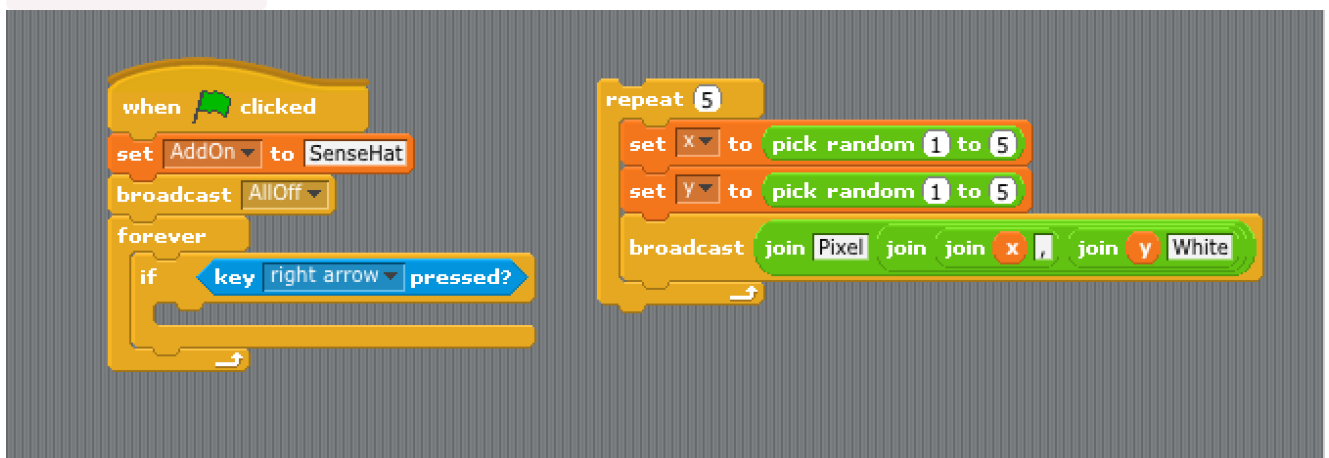 when clicked
set AddOn to SenseHat
broadcast AllOff
forever
if key right arrow pressed?
repeat 5
set x to pick random 1 to 5
set y to pick random 1 to 5
broadcast join Pixel join join x , join y White